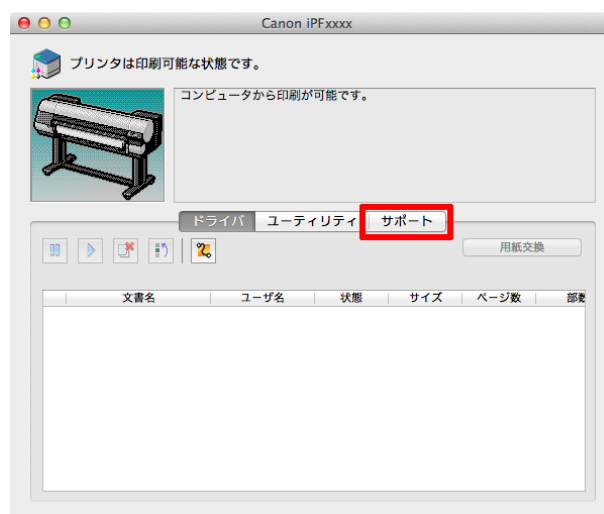 Canon iPFxxxx
プリンタは印刷可能な状態です。
コンピュータから印刷が可能です。
ドライバ ユーティリティ サポート
用紙交換
文書名 ユーザ名 状態 サイズ ページ数 部数